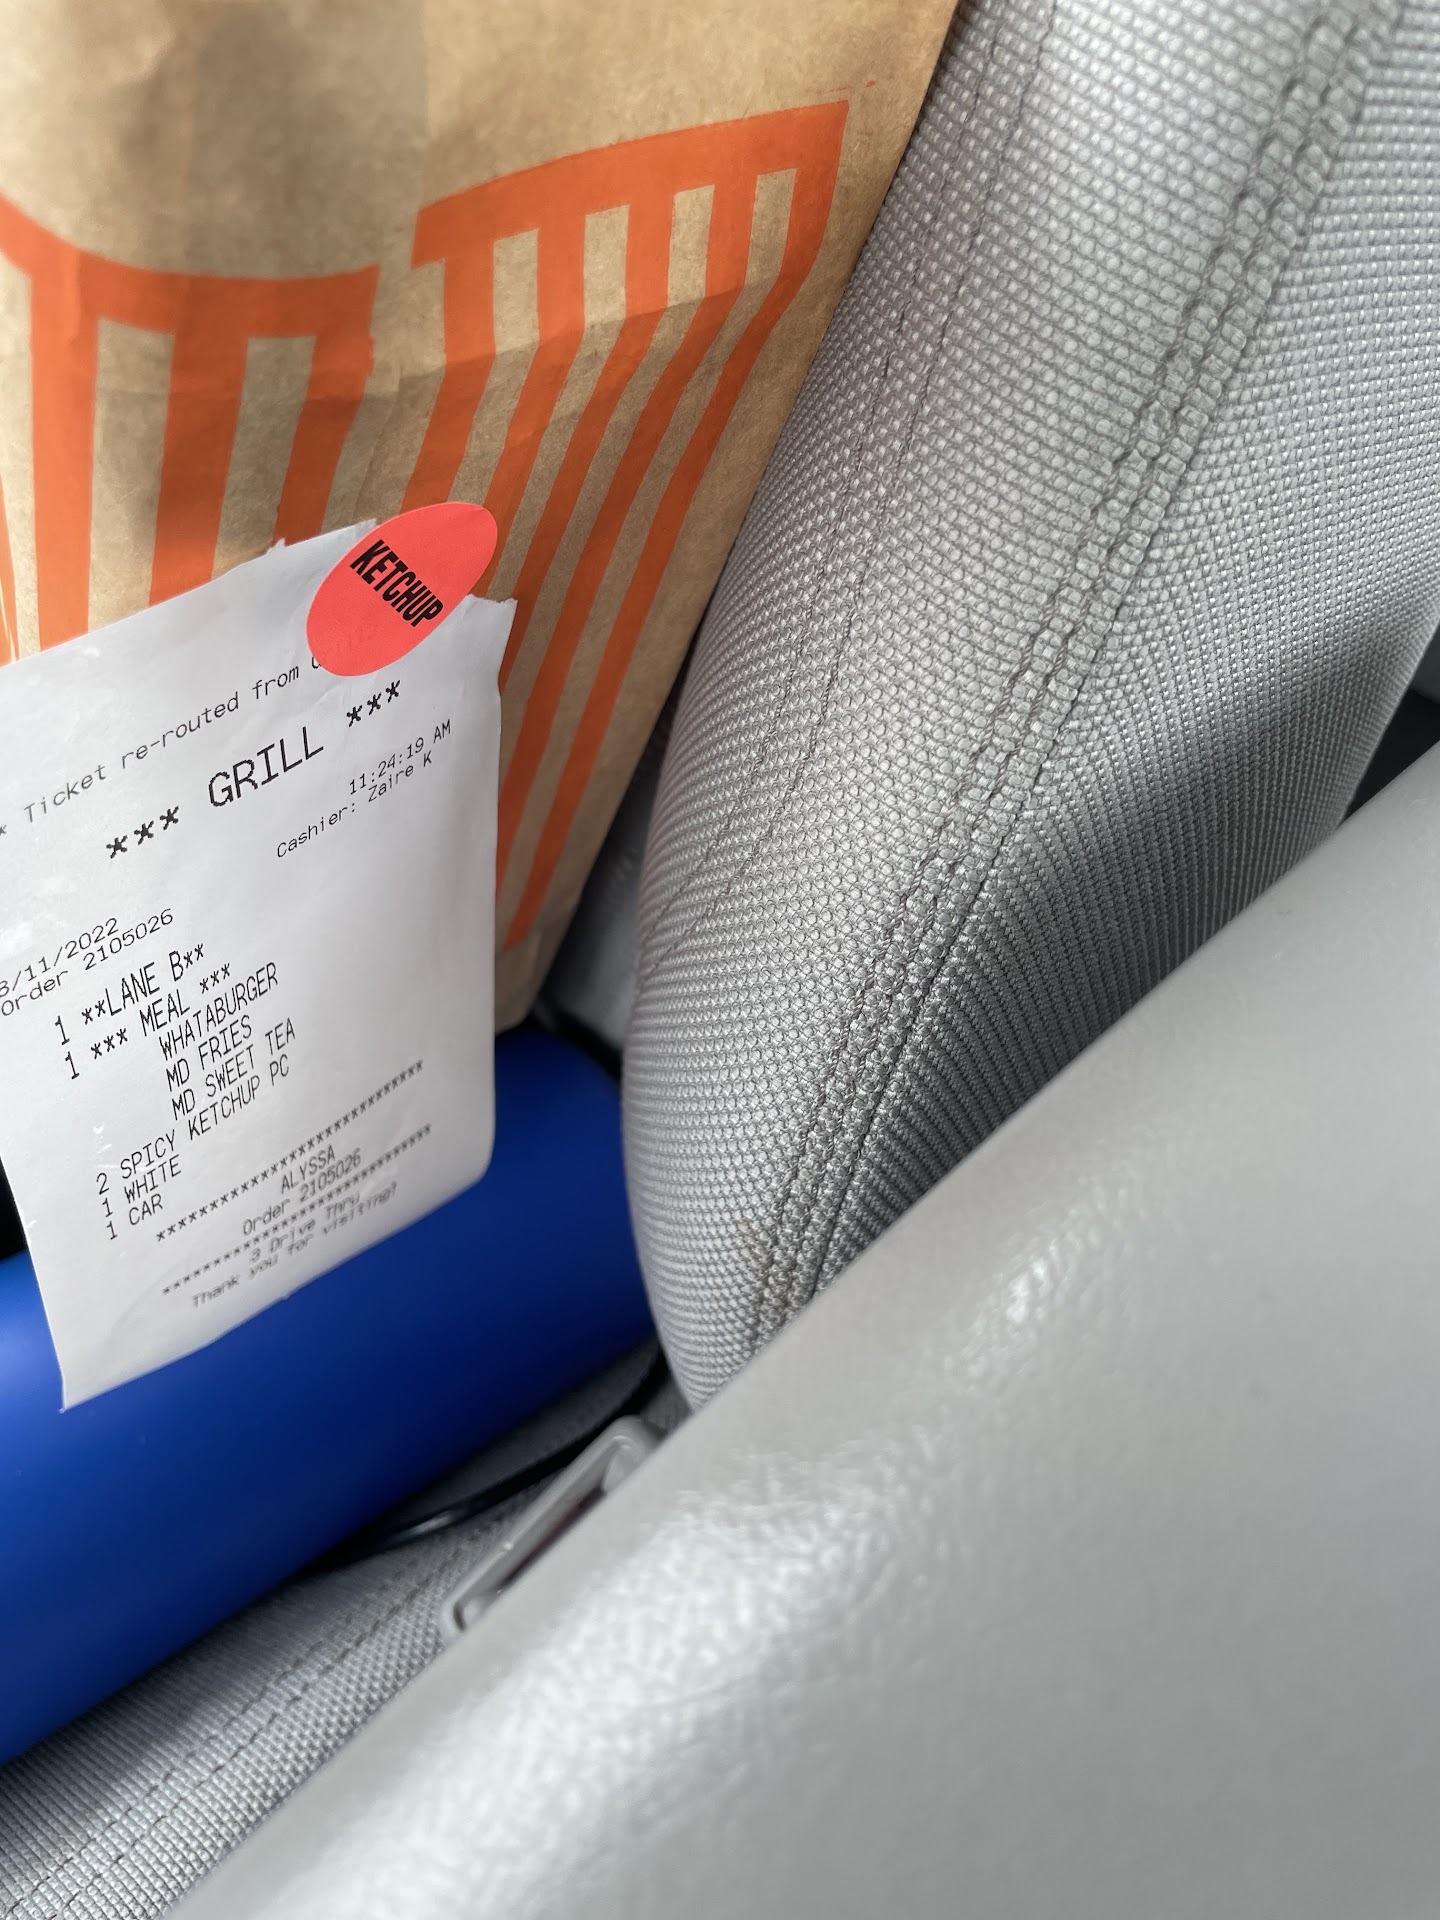 KETCHUP
* Ticket re-routed from
*** GRILL ***
11:24:19 AM
Cashier: Zaire K
8/11/2022
Order 2105026
1 **LANE B**
1 *** MEAL ***
WHATABURGER
MD FRIES
MD SWEET TEA
2 SPICY KETCHUP PC
1 WHITE
1 CAR
******************************
ALYSSA
Order 2105026
******************************
3 Drive Thru
Thank you for visiting?